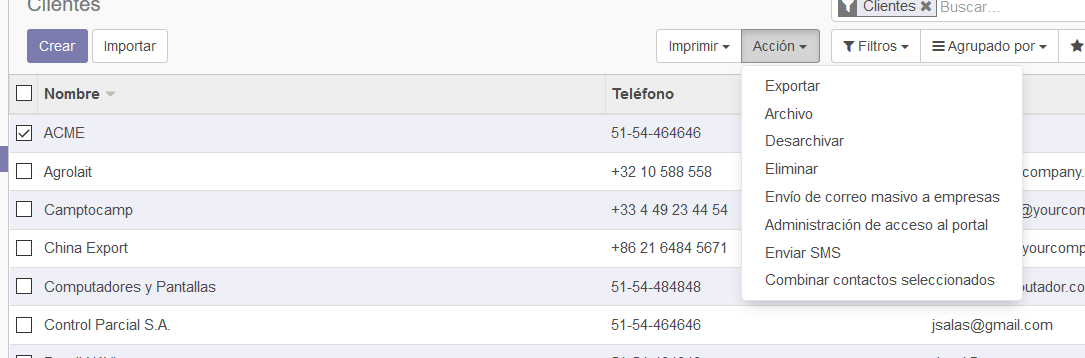 Clientes
Clientes Buscar...
Crear Importar Imprimir Acción Filtros Agrupado por
Nombre Teléfono
Exportar
Archivo
ACME 51-54-464646
Desarchivar
Agrolait +32 10 588 558
Eliminar
company.
Envío de correo masivo a empresas
Camptocamp +33 4 49 23 44 54
@yourcomp
Administración de acceso al portal
China Export +86 21 6484 5671
yourcomp
Enviar SMS
Combinar contactos seleccionados
Computadores y Pantallas 51-54-484848
putador.co
Control Parcial S.A. 51-54-464646 jsalas@gmail.com